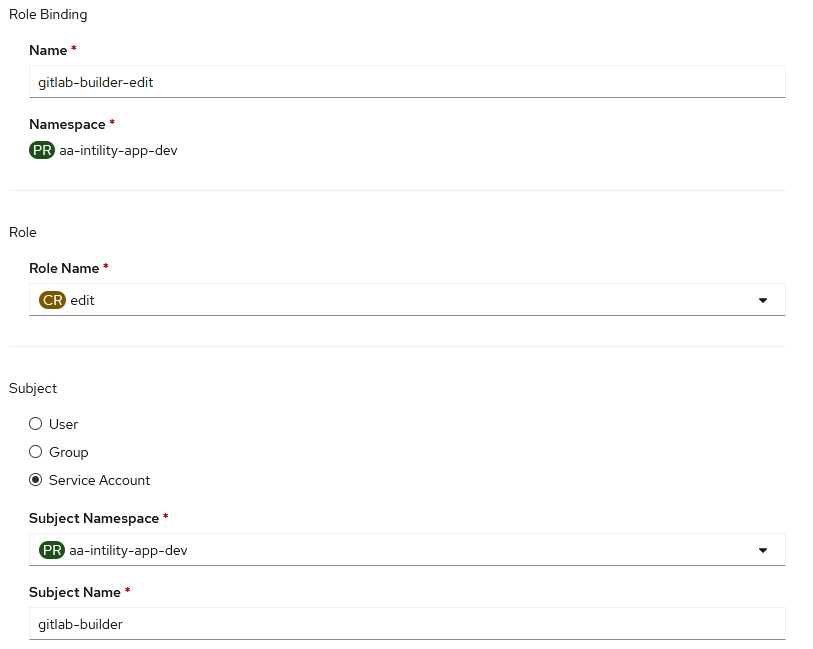 Role Binding
Name *
gitlab-builder-edit
Namespace *
PR aa-intility-app-dev
Role
Role Name *
CR edit
Subject
User
Group
Service Account
Subject Namespace *
PR aa-intility-app-dev
Subject Name *
gitlab-builder